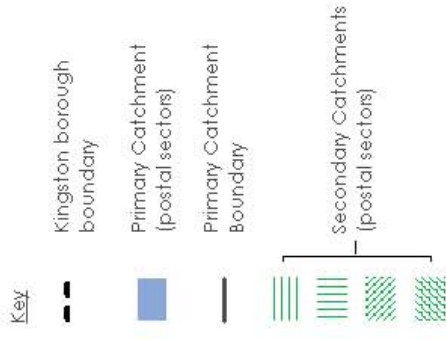 Key
Kingston borough
boundary
Primary Catchment
(postal sectors)
Primary Catchment
Boundary
Secondary Catchments
(postal sectors)